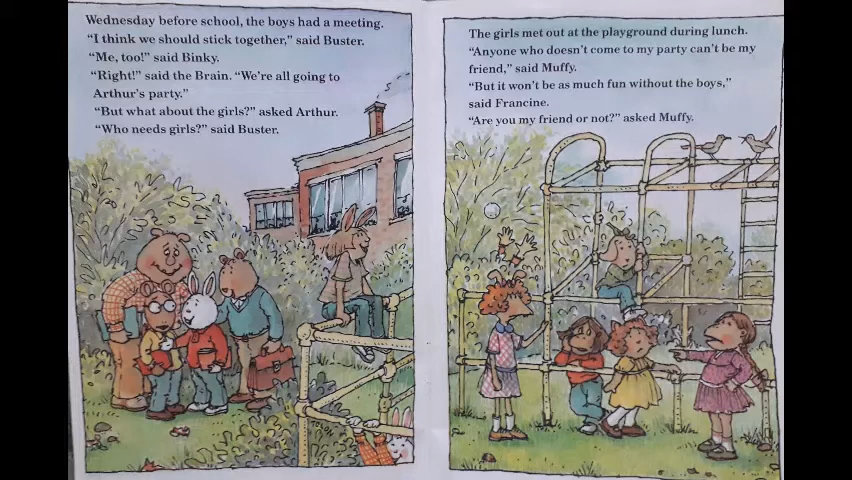 Wednesday before school, the boys had a meeting.
“I think we should stick together,” said Buster.
“Me, too!” said Binky.
“Right!” said the Brain. “We’re all going to
Arthur’s party.”
“But what about the girls?” asked Arthur.
“Who needs girls?” said Buster.
The girls met out at the playground during lunch.
“Anyone who doesn’t come to my party can’t be my
friend,” said Muffy.
“But it won’t be as much fun without the boys,”
said Francine.
“Are you my friend or not?” asked Muffy.